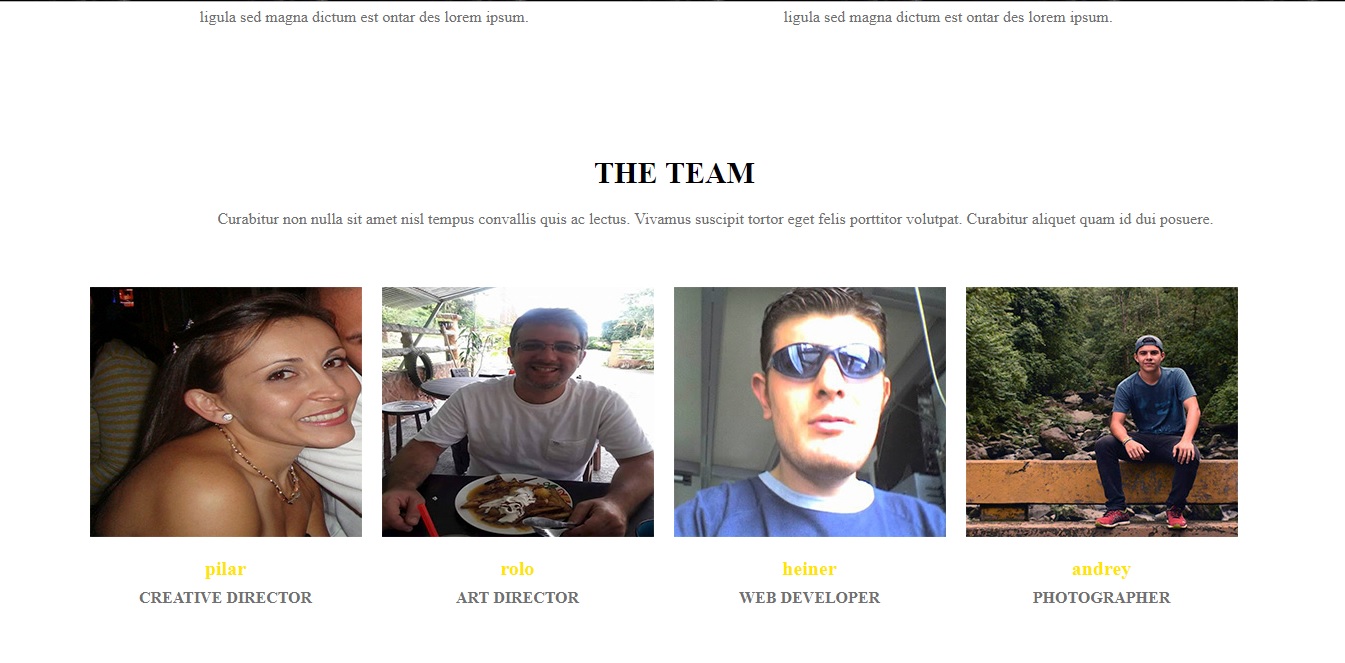 ligula sed magna dictum est ontar des lorem ipsum.
ligula sed magna dictum est ontar des lorem ipsum.
THE TEAM
Curabitur non nulla sit amet nisl tempus convallis quis ac lectus. Vivamus suscipit tortor eget felis porttitor volutpat. Curabitur aliquet quam id dui posuere.
pilar
CREATIVE DIRECTOR
rolo
ART DIRECTOR
heiner
WEB DEVELOPER
andrey
PHOTOGRAPHER